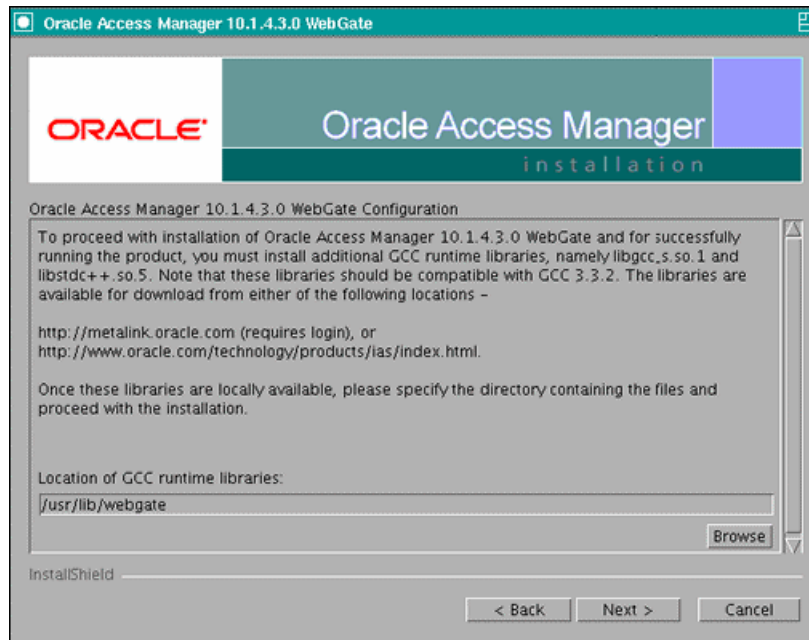 Oracle Access Manager 10.1.4.3.0 WebGate
ORACLE®
Oracle Access Manager
installation
Oracle Access Manager 10.1.4.3.0 WebGate Configuration
To proceed with installation of Oracle Access Manager 10.1.4.3.0 WebGate and for successfully
running the product, you must install additional GCC runtime libraries, namely libgcc_s.so.1 and
libstdc++.so.5. Note that these libraries should be compatible with GCC 3.3.2. The libraries are
available for download from either of the following locations –
http://metalink.oracle.com (requires login), or
http://www.oracle.com/technology/products/ias/index.html.
Once these libraries are locally available, please specify the directory containing the files and
proceed with the installation.
Location of GCC runtime libraries:
/usr/lib/webgate
Browse
InstallShield
< Back Next > Cancel